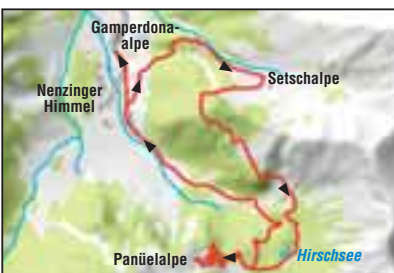 Gamperdona-
alpe
Setschalpe
Nenzinger
Himmel
Panüelalpe
Hirschsee